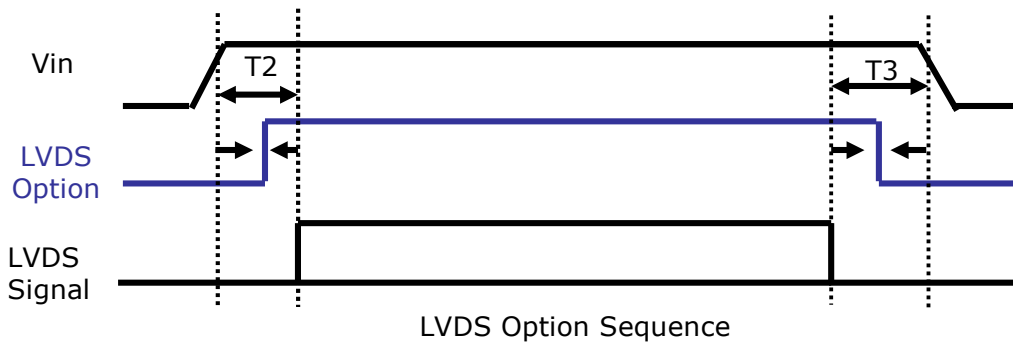 Vin
T2
T3
LVDS
Option
LVDS
Signal
LVDS Option Sequence